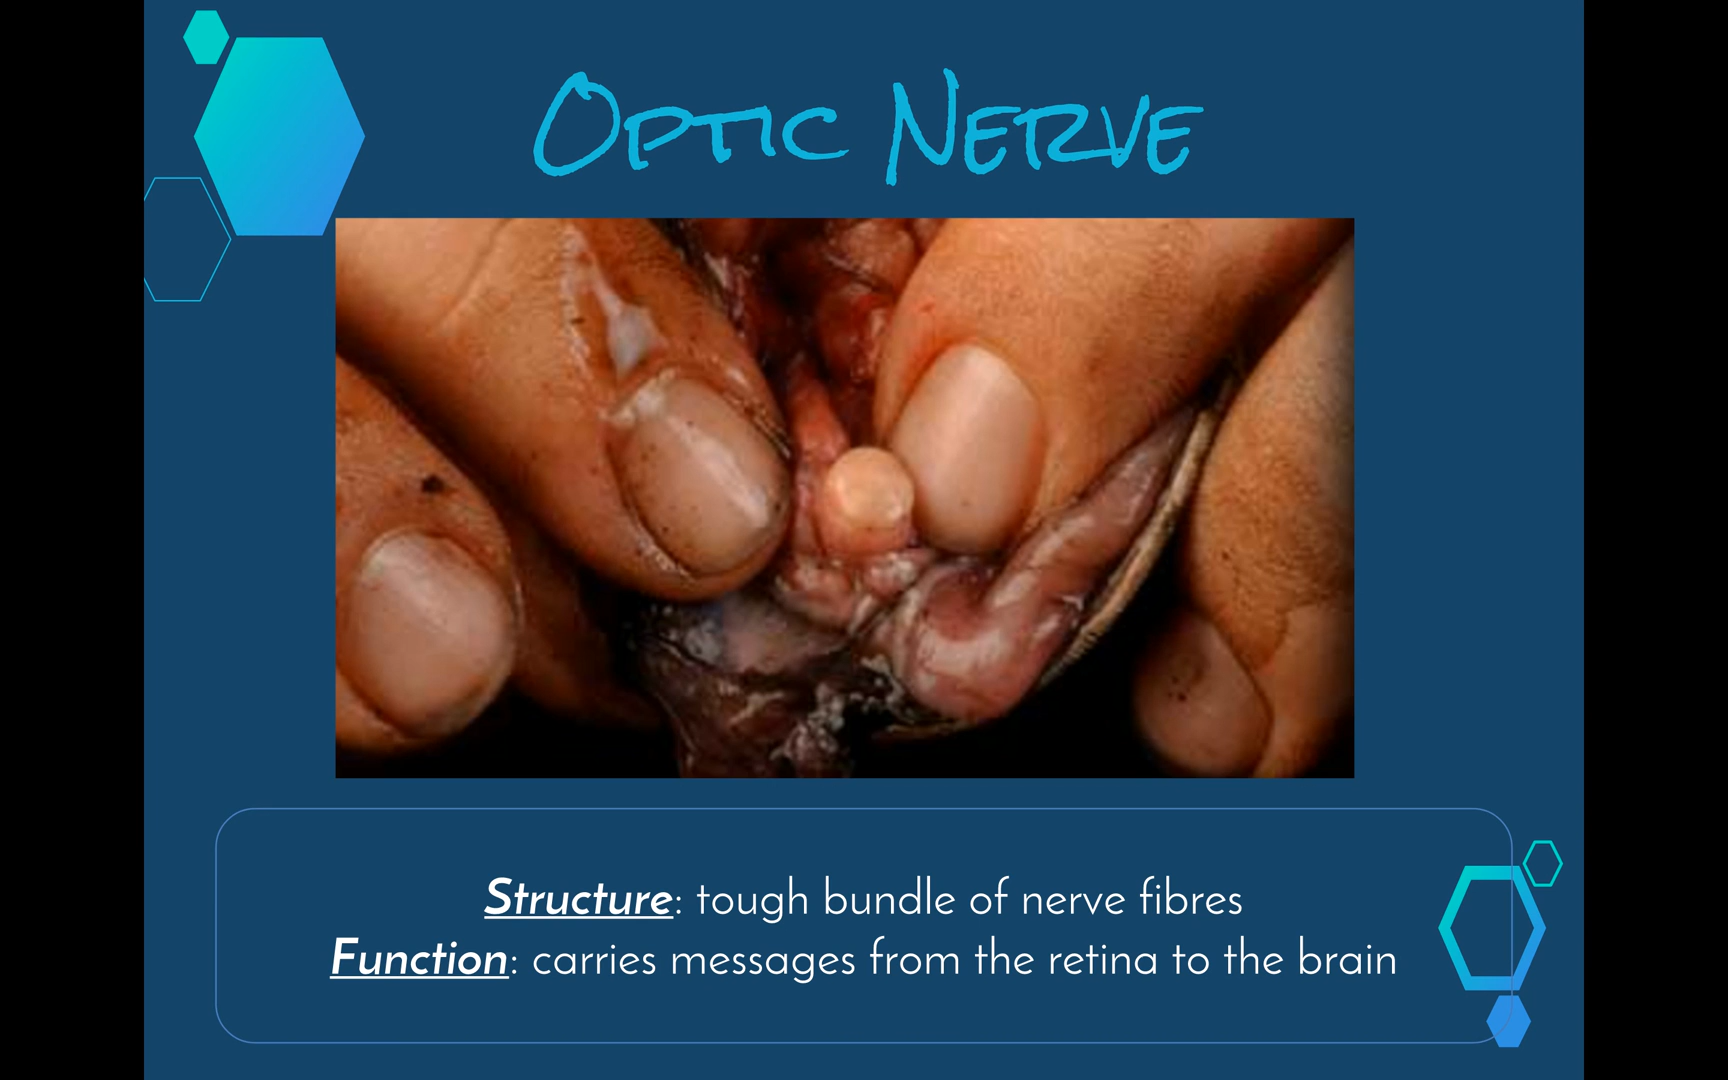 Optic Nerve
Structure: tough bundle of nerve fibres
Function: carries messages from the retina to the brain